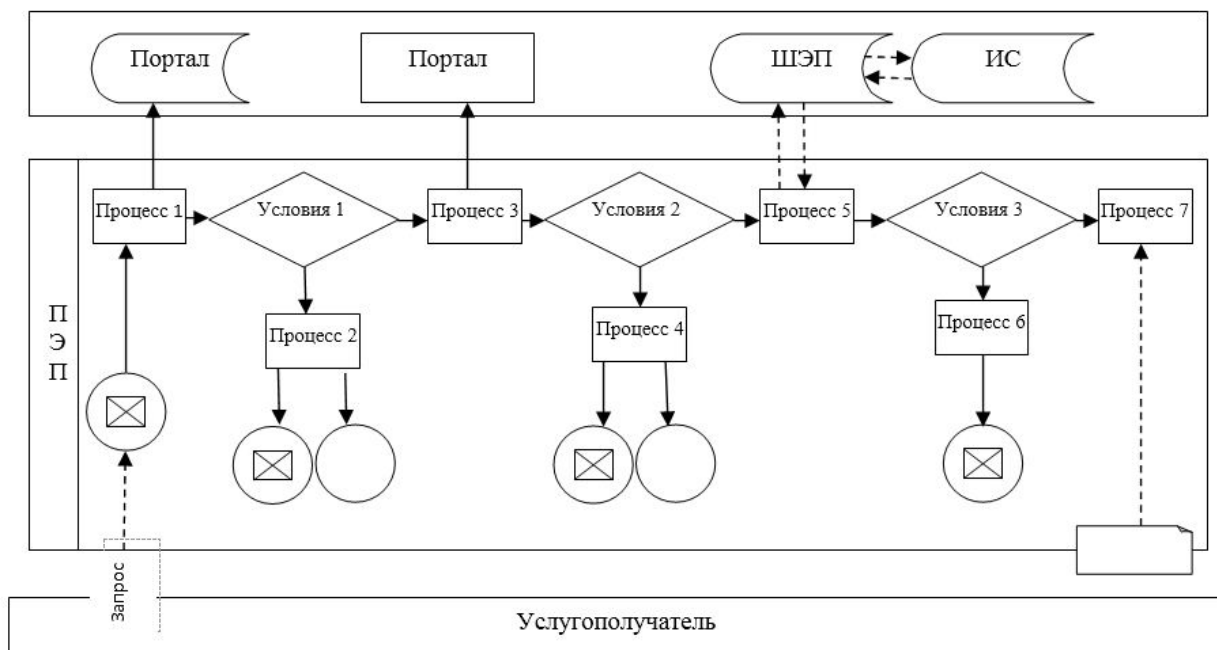 Портал
Портал
ШЭП
ИС
Процесс 1
Условия 1
Процесс 3
Условия 2
Процесс 5
Условия 3
Процесс 7
П
Э
П
Процесс 2
Процесс 4
Процесс 6
Запрос
Услугополучатель